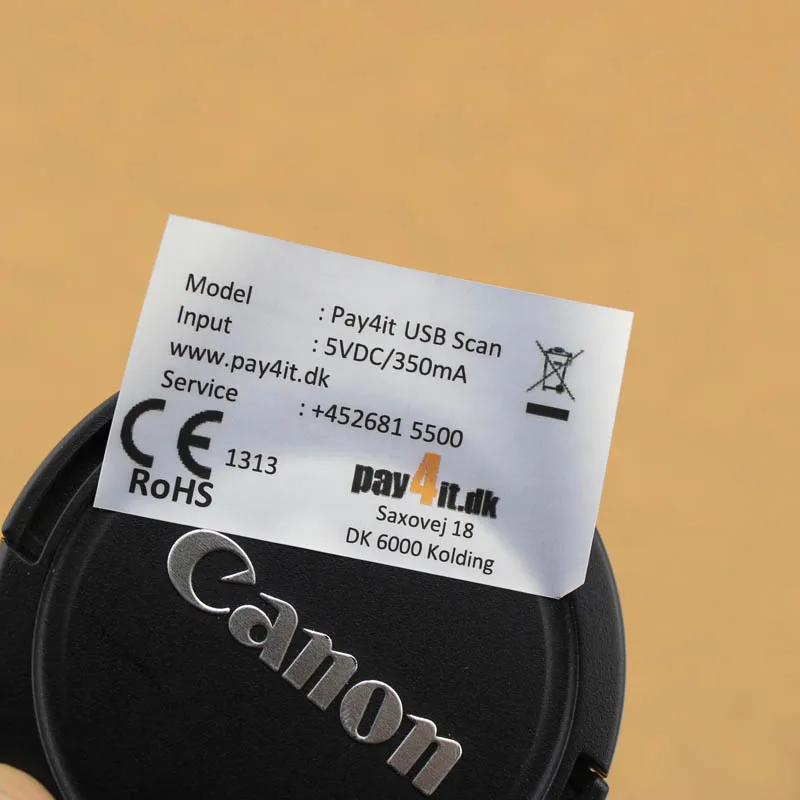 Model : Pay4it USB Scan
Input : 5VDC/350mA
www.pay4it.dk
Service : +452681 5500
CE 1313
RoHS
pay4it.dk
Saxovej 18
DK 6000 Kolding
Canon